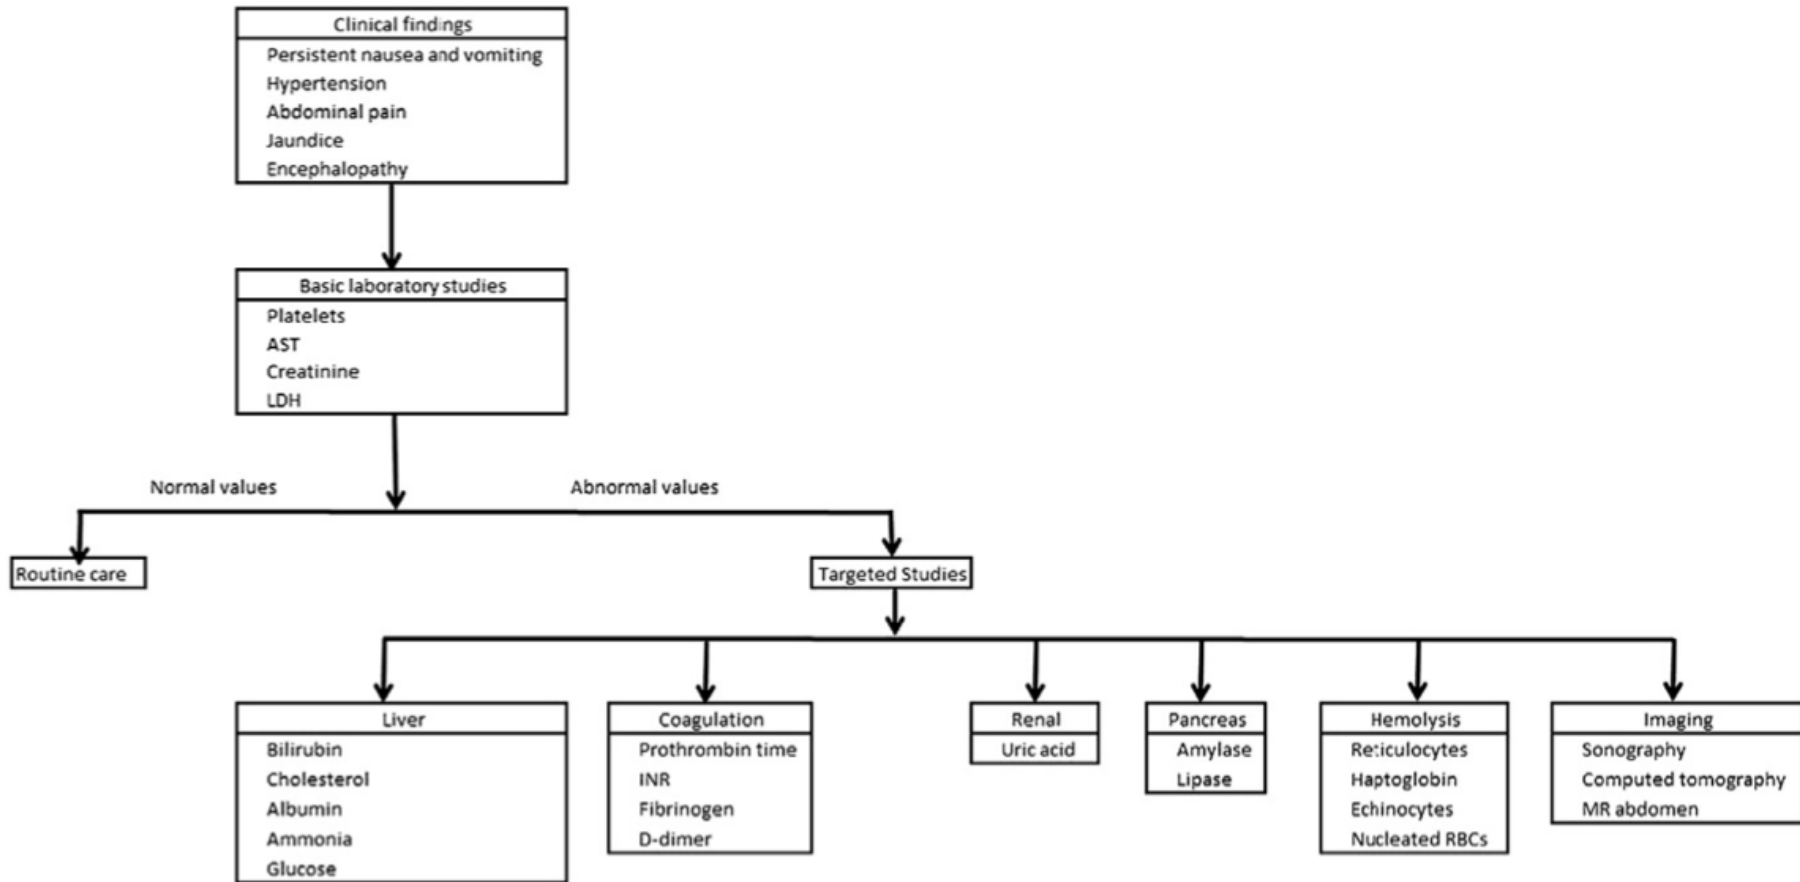 Clinical findings
Persistent nausea and vomiting
Hypertension
Abdominal pain
Jaundice
Encephalopathy
Basic laboratory studies
Platelets
AST
Creatinine
LDH
Normal values
Abnormal values
Routine care
Targeted Studies
Liver
Bilirubin
Cholesterol
Albumin
Ammonia
Glucose
Coagulation
Prothrombin time
INR
Fibrinogen
D-dimer
Renal
Uric acid
Pancreas
Amylase
Lipase
Hemolysis
Reticulocytes
Haptoglobin
Echinocytes
Nucleated RBCs
Imaging
Sonography
Computed tomography
MR abdomen